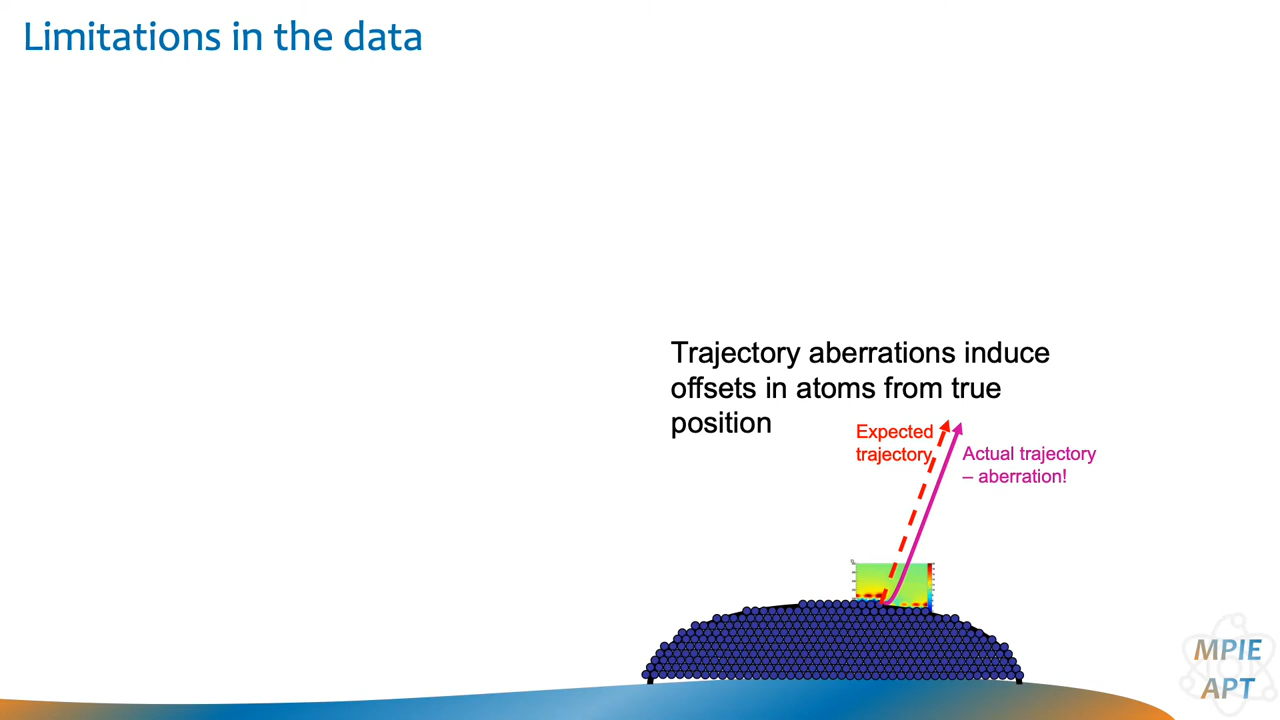 Limitations in the data
Trajectory aberrations induce
offsets in atoms from true
position
Expected
trajectory
Actual trajectory
– aberration!
MPIE
APT